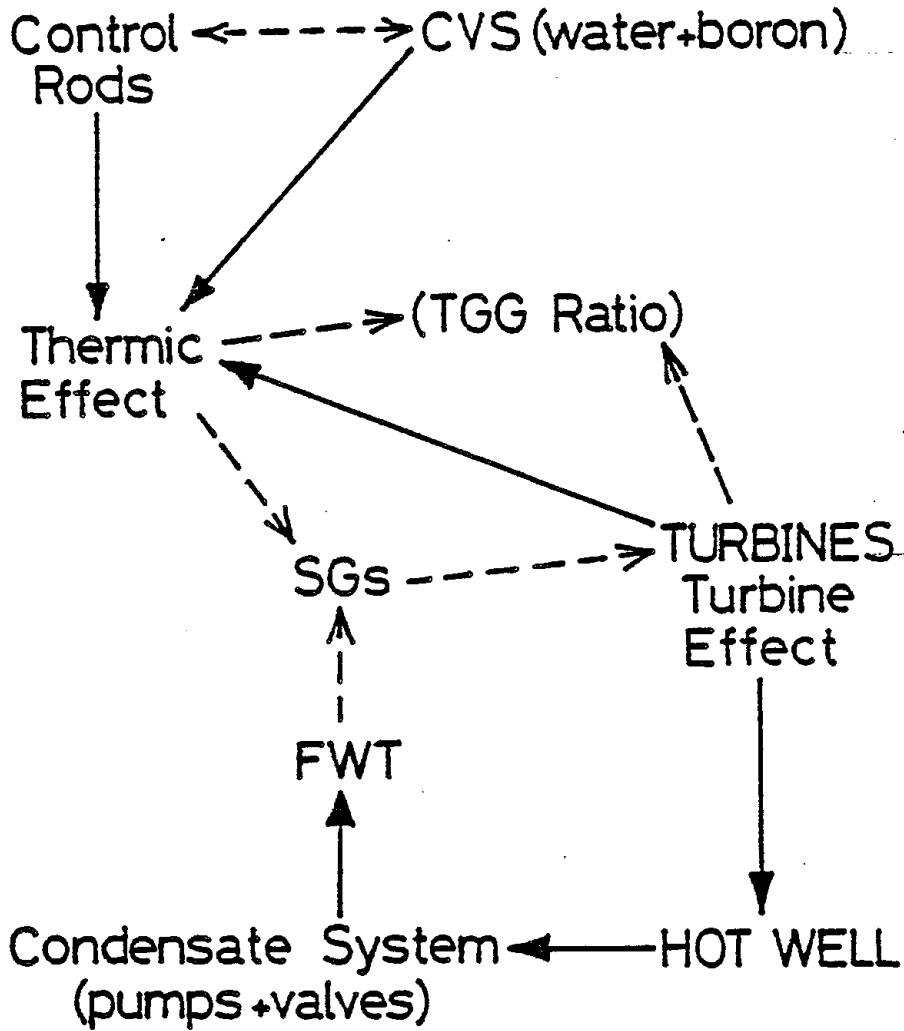 Control
Rods
CVS (water+boron)
(TGG Ratio)
Thermic
Effect
TURBINES
Turbine
Effect
SGs
FWT
Condensate System
(pumps+valves)
HOT WELL